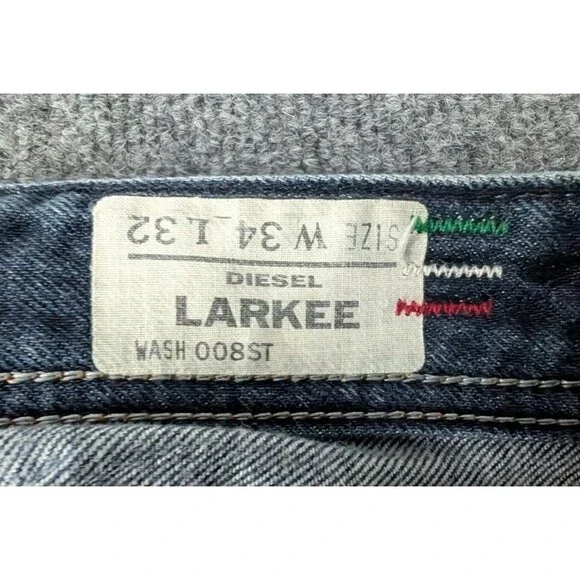 SIZE W 34 L 32
DIESEL
LARKEE
WASH 008ST